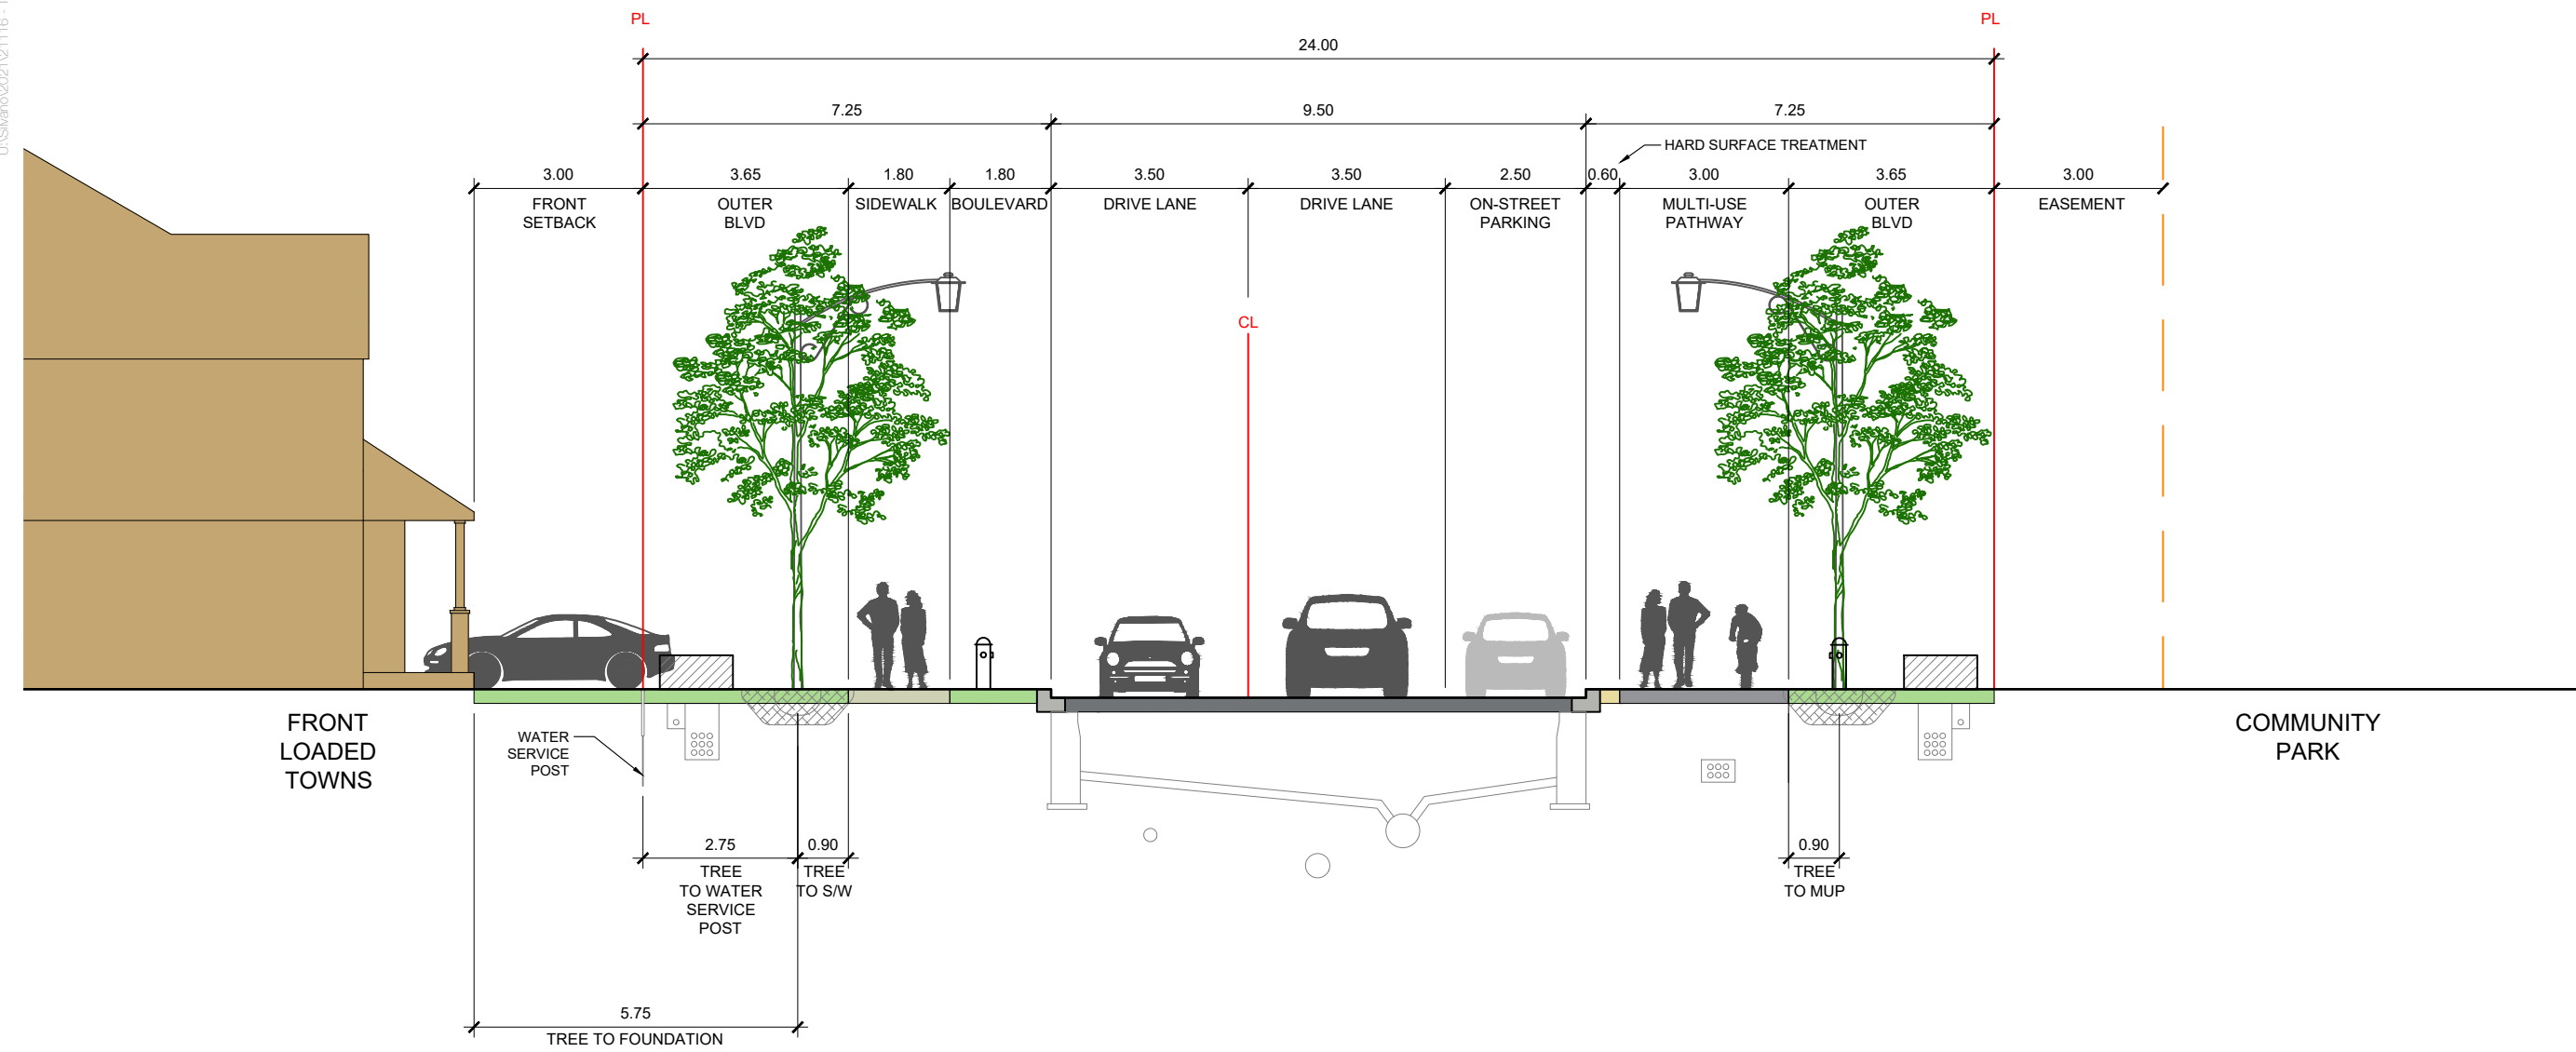 PL
PL
24.00
7.25
9.50
7.25
HARD SURFACE TREATMENT
3.00
3.65
1.80
1.80
3.50
3.50
2.50
0.60
3.00
3.65
3.00
FRONT
SETBACK
OUTER
BLVD
SIDEWALK
BOULEVARD
DRIVE LANE
DRIVE LANE
ON-STREET
PARKING
MULTI-USE
PATHWAY
OUTER
BLVD
EASEMENT
CL
FRONT
LOADED
TOWNS
WATER
SERVICE
POST
COMMUNITY
PARK
2.75
TREE
TO WATER
SERVICE
POST
0.90
TREE
TO S/W
0.90
TREE
TO MUP
5.75
TREE TO FOUNDATION